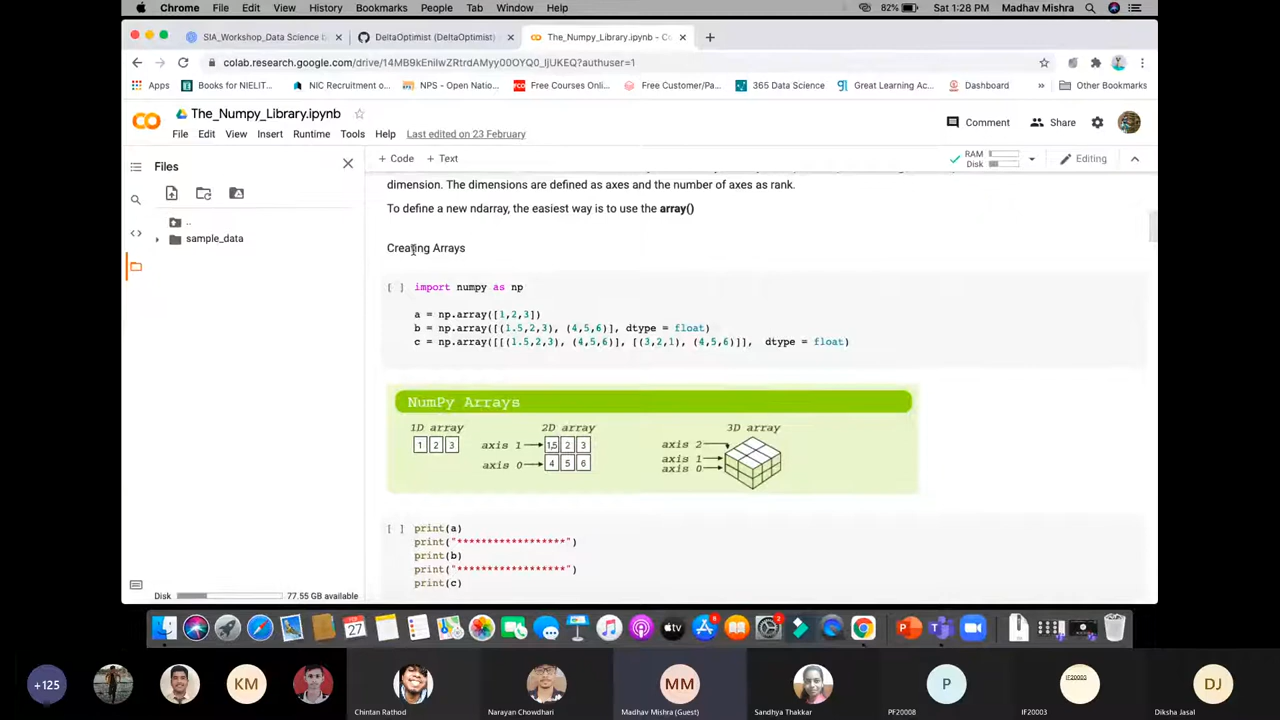 Chrome File Edit View History Bookmarks People Tab Window Help 82% Sat 1:28 PM Madhav Mishra
SIA_Workshop_Data Science DeltaOptimist (DeltaOptimist) The_Numpy_Library.ipynb - Co
colab.research.google.com/drive/
Apps Books for NIELIT... NIC Recruitment o... NPS - Open Natio... Free Courses Onli... Free Customer/Pa... 365 Data Science Great Learning Ac... Dashboard » Other Bookmarks
The_Numpy_Library.ipynb
File Edit View Insert Runtime Tools Help Last edited on 23 February
Comment Share
Files
+ Code + Text
RAM
Disk
Editing
..
sample_data
dimension. The dimensions are defined as axes and the number of axes as rank.
To define a new ndarray, the easiest way is to use the array()
Creating Arrays
[ ] import numpy as np
a = np.array([1,2,3])
b = np.array([(1.5,2,3), (4,5,6)], dtype = float)
c = np.array([[(1.5,2,3), (4,5,6)], [(3,2,1), (4,5,6)]], dtype = float)
NumPy Arrays
1D array 2D array 3D array
1 2 3
axis 1 1,5 2 3
axis 0 4 5 6
axis 2
axis 1
axis 0
[ ] print(a)
print("******************")
print(b)
print("******************")
print(c)
Disk 77.55 GB available
27
tv
+125 KM MM P IF20003 DJ
Chintan Rathod Narayan Chowdhari Madhav Mishra (Guest) Sandhya Thakkar PF20008 IF20003 Diksha Jasal